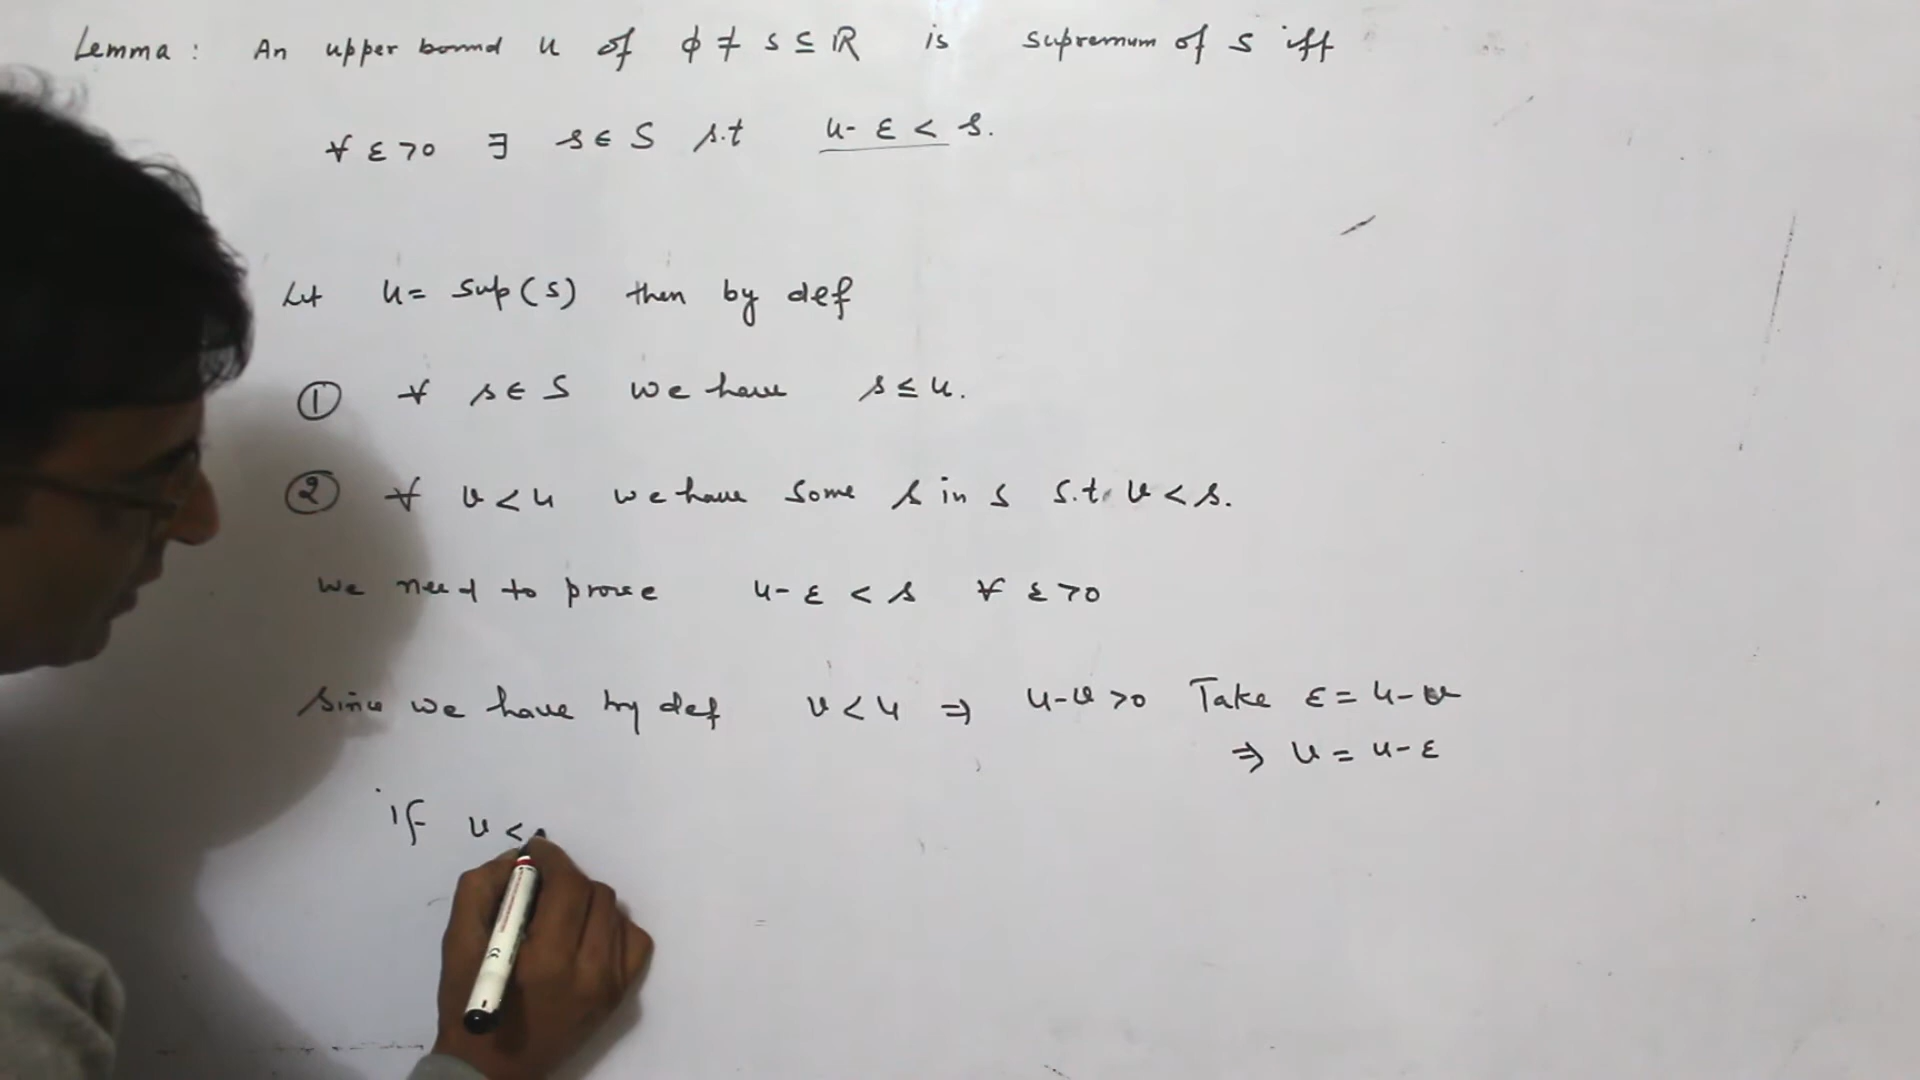 Lemma : An upper bound u of ϕ ≠ S ⊆ ℝ is supremum of S iff
∀ ε > 0 ∃ s ∈ S s.t u - ε < s.
Let u = sup(S) then by def
① ∀ s ∈ S we have s ≤ u.
② ∀ v < u we have some s in S s.t. v < s.
we need to prove u - ε < s ∀ ε > 0
Since we have by def v < u ⇒ u - v > 0 Take ε = u - v
⇒ v = u - ε
if v <